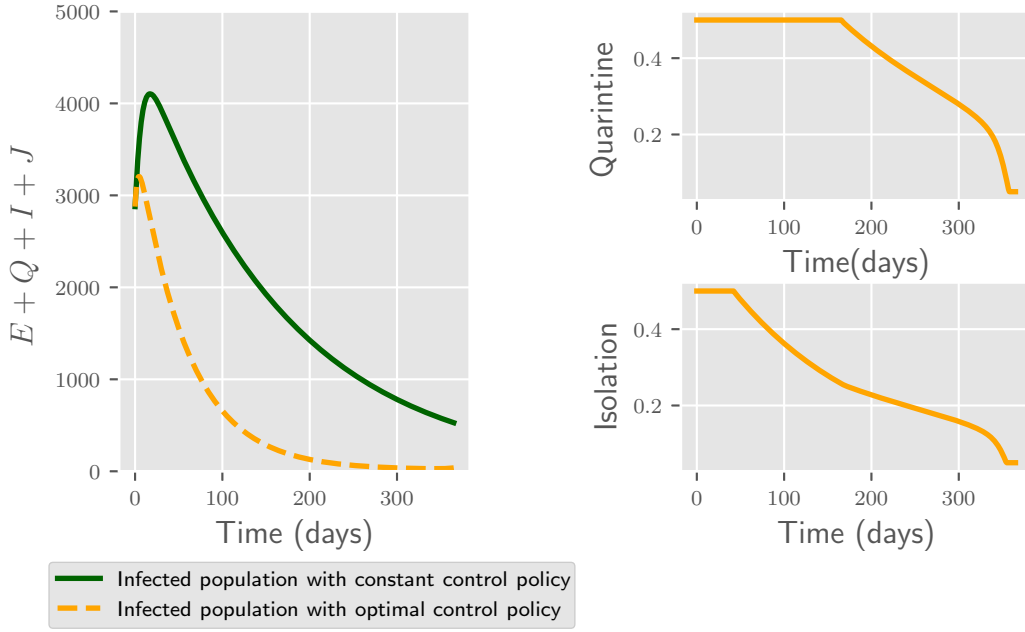 5000
4000
3000
2000
1000
0
E + Q + I + J
0 100 200 300
Time (days)
Quarintine
0.4
0.2
0 100 200 300
Time(days)
Isolation
0.4
0.2
0 100 200 300
Time (days)
Infected population with constant control policy
Infected population with optimal control policy